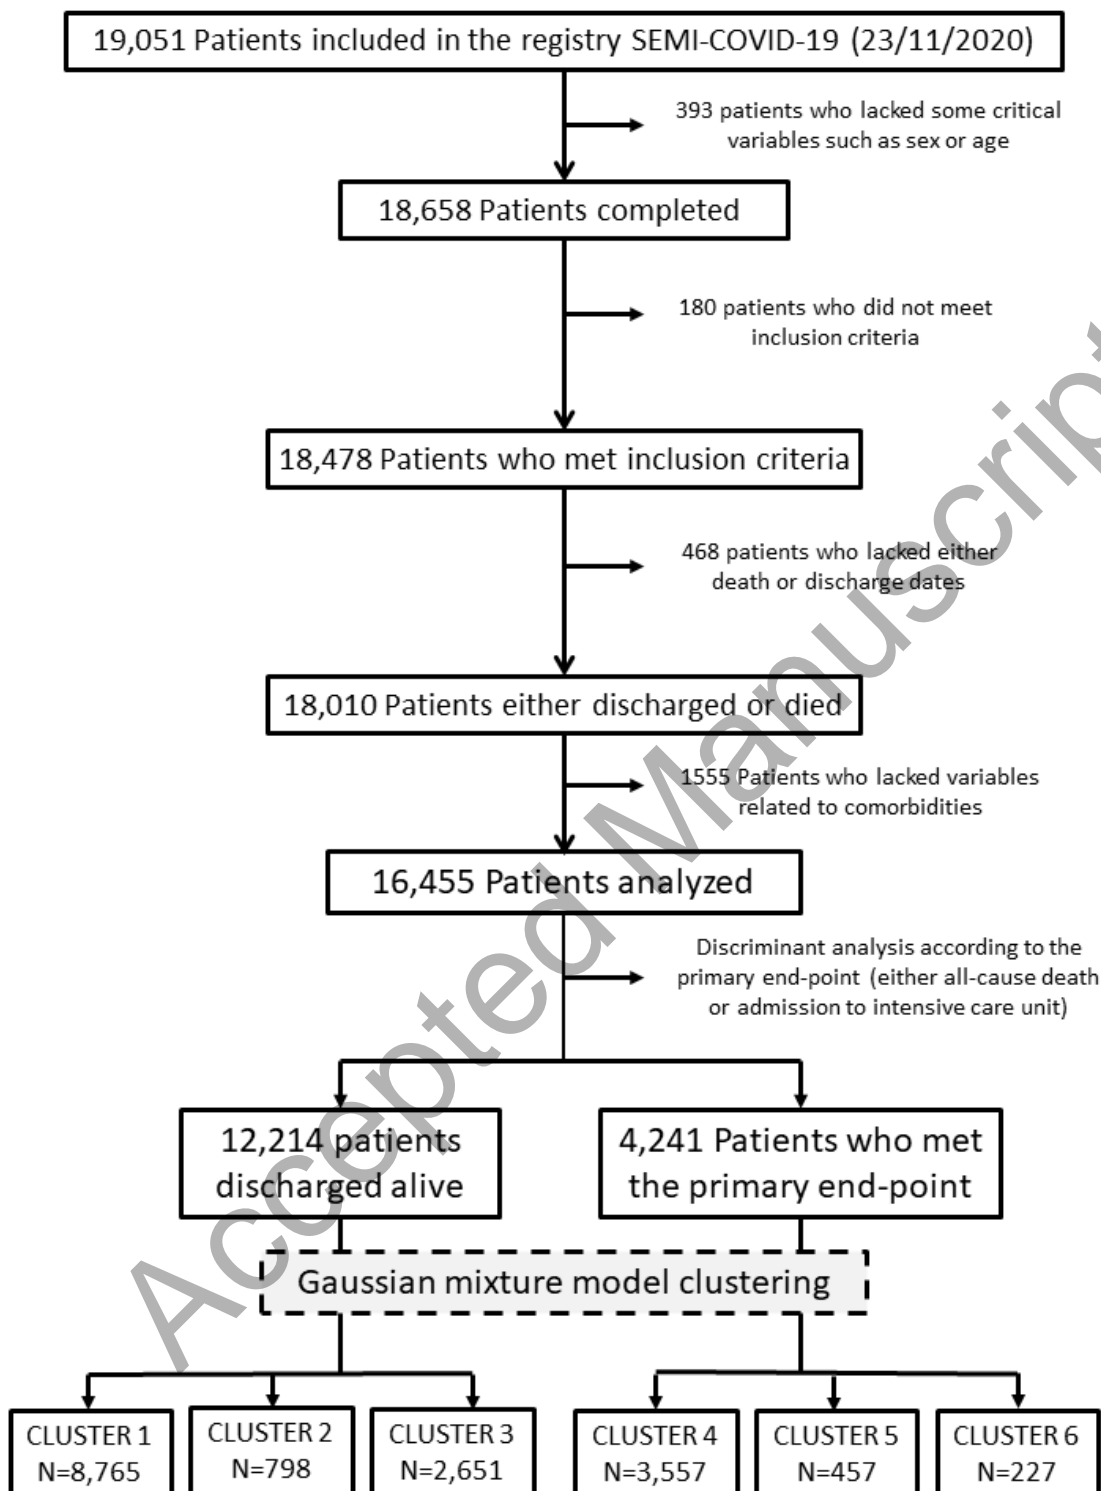 19,051 Patients included in the registry SEMI-COVID-19 (23/11/2020)
393 patients who lacked some critical
variables such as sex or age
18,658 Patients completed
180 patients who did not meet
inclusion criteria
18,478 Patients who met inclusion criteria
468 patients who lacked either
death or discharge dates
18,010 Patients either discharged or died
1555 Patients who lacked variables
related to comorbidities
16,455 Patients analyzed
Discriminant analysis according to the
primary end-point (either all-cause death
or admission to intensive care unit)
12,214 patients
discharged alive
4,241 Patients who met
the primary end-point
Gaussian mixture model clustering
CLUSTER 1
N=8,765
CLUSTER 2
N=798
CLUSTER 3
N=2,651
CLUSTER 4
N=3,557
CLUSTER 5
N=457
CLUSTER 6
N=227
Accepted Manuscript